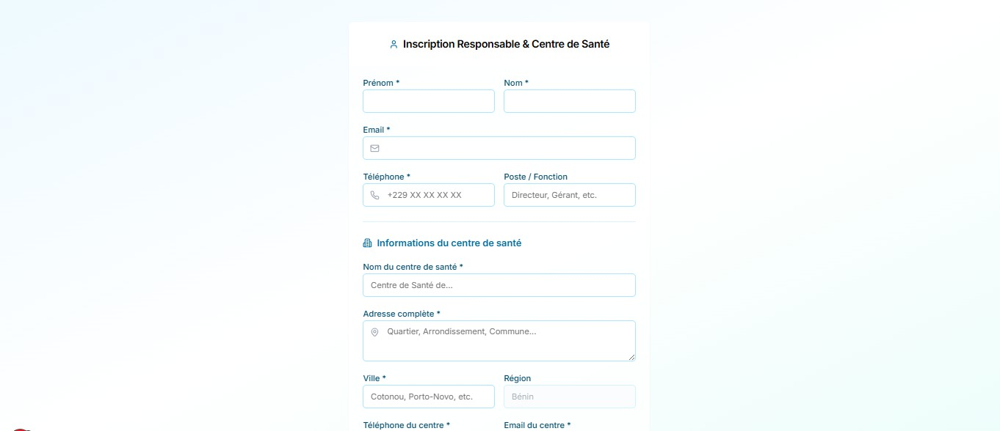 Inscription Responsable & Centre de Santé
Prénom * Nom *
Email *
Téléphone * Poste / Fonction
+229 XX XX XX XX Directeur, Gérant, etc.
Informations du centre de santé
Nom du centre de santé *
Centre de Santé de...
Adresse complète *
Quartier, Arrondissement, Commune...
Ville * Région
Cotonou, Porto-Novo, etc. Bénin
Téléphone du centre * Email du centre *